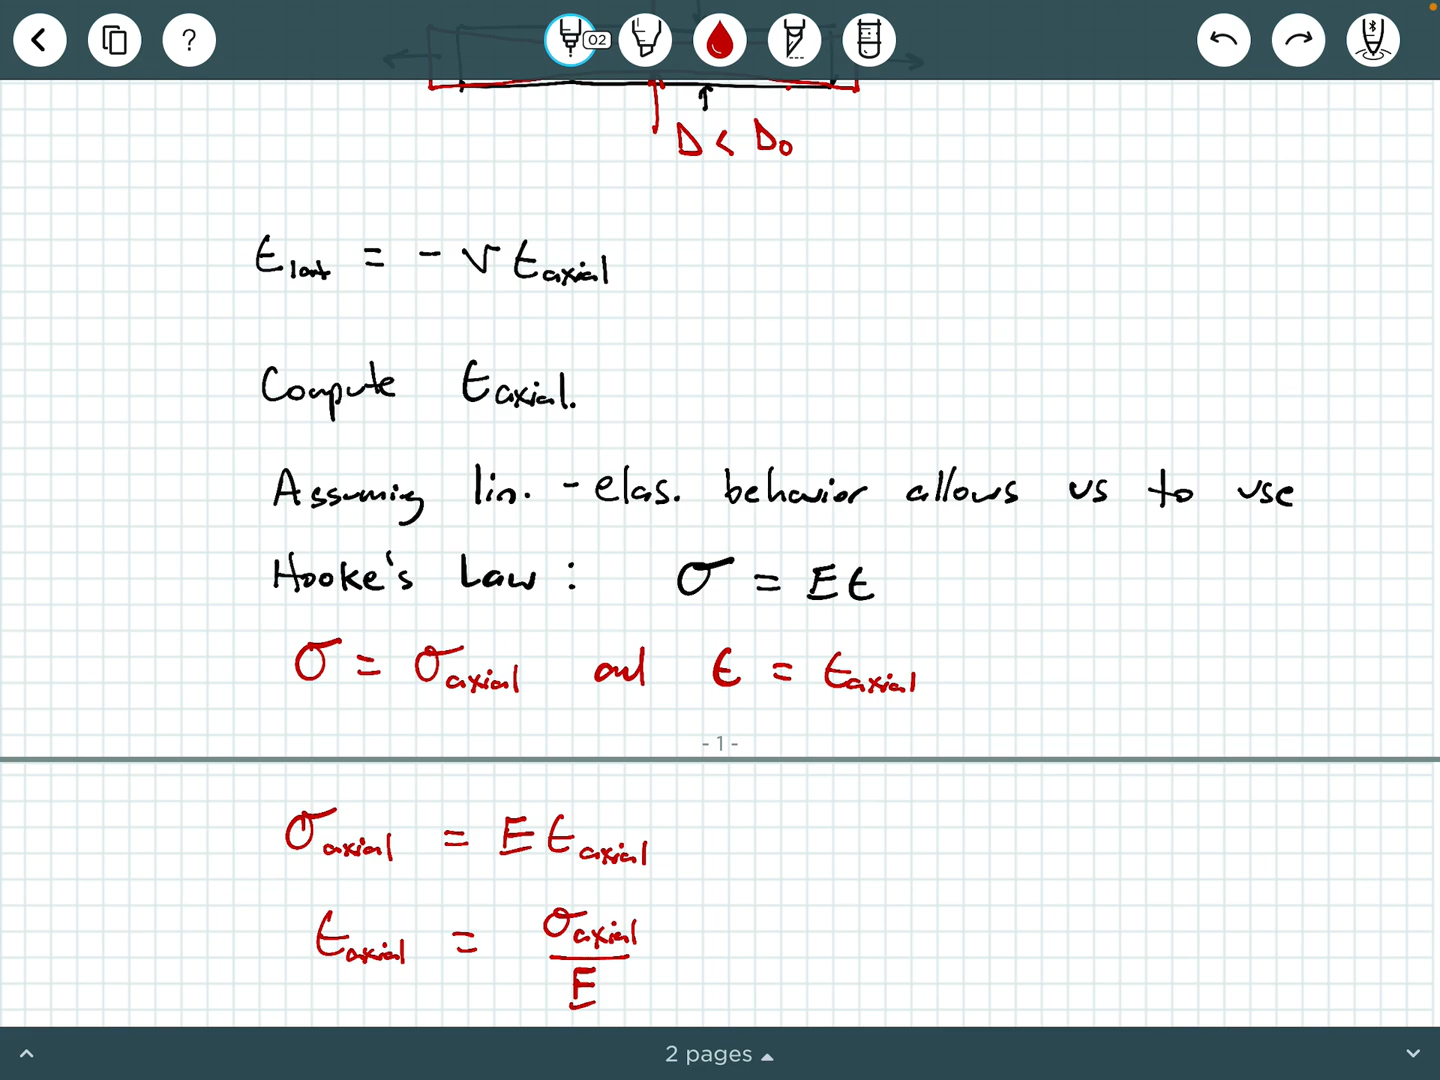 ?
02
D < D₀
ε_lat = - ν ε_axial
Compute ε_axial.
Assuming lin. - elas. behavior allows us to use
Hooke's Law : σ = Eε
σ = σ_axial and ε = ε_axial
- 1 -
σ_axial = E ε_axial
ε_axial = σ_axial / E
2 pages